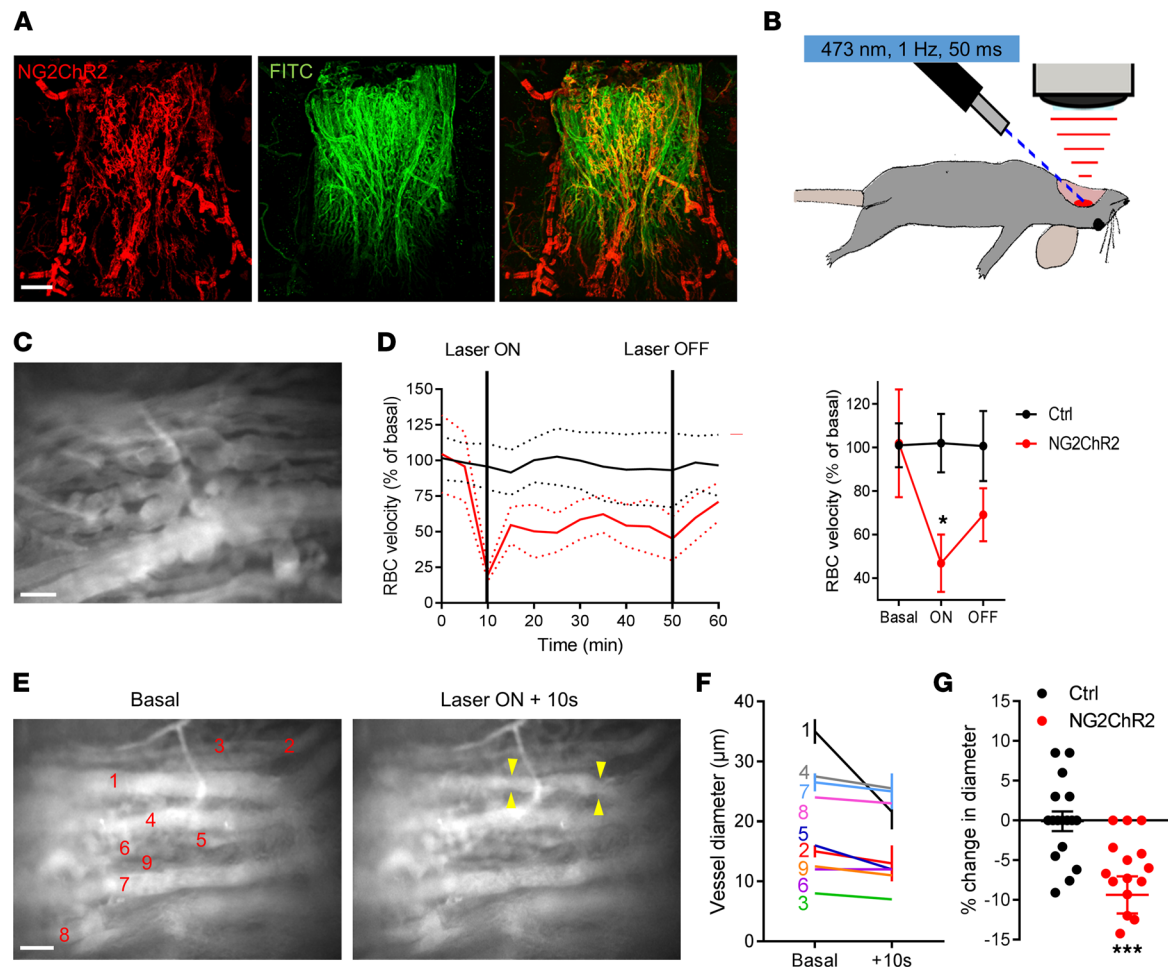 A
NG2ChR2
FITC
B
473 nm, 1 Hz, 50 ms
C
D
Laser ON
Laser OFF
RBC velocity (% of basal)
150
125
100
75
50
25
0
0 10 20 30 40 50 60
Time (min)
RBC velocity (% of basal)
120
100
80
60
40
*
Basal ON OFF
Ctrl
NG2ChR2
E
Basal
Laser ON + 10s
3 2
1
4
5
6
9
7
8
F
Vessel diameter (µm)
40
30
20
10
0
1
4
7
8
5
2
9
6
3
Basal +10s
G
Ctrl
NG2ChR2
% change in diameter
10
5
0
-5
-10
-15
***